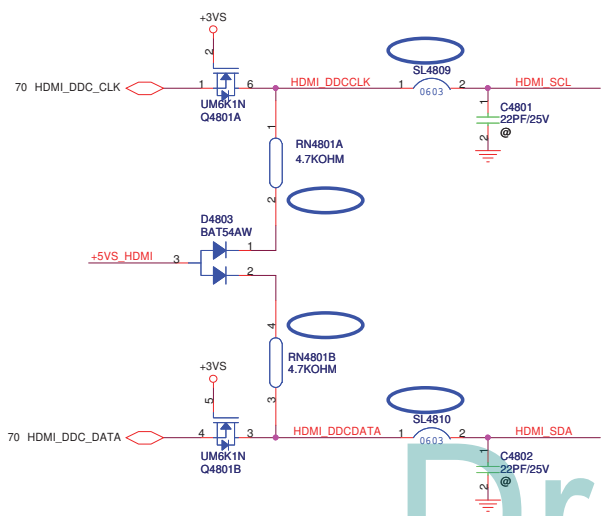 +3VS
2
70 HDMI_DDC_CLK 1 6 HDMI_DDCCLK 1 SL4809 2 HDMI_SCL
0603
UM6K1N
Q4801A
1 C4801
22PF/25V
2 @
1 RN4801A
4.7KOHM
2
D4803
BAT54AW
1
+5VS_HDMI 3
2
4
RN4801B
4.7KOHM
3
+3VS
5
70 HDMI_DDC_DATA 4 3 HDMI_DDCDATA 1 SL4810 2 HDMI_SDA
0603
UM6K1N
Q4801B
1 C4802
22PF/25V
2 @
Dr